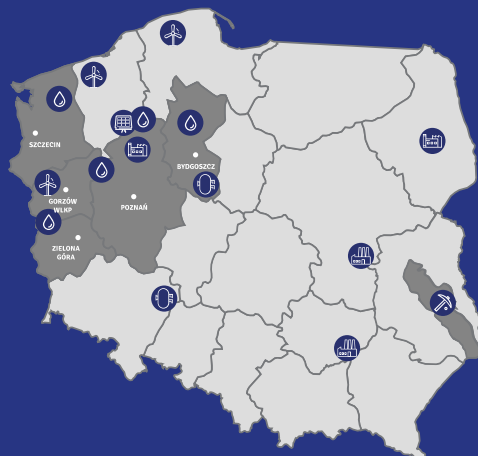 SZCZECIN
BYDGOSZCZ
GORZÓW
WLKP
POZNAŃ
ZIELONA
GÓRA